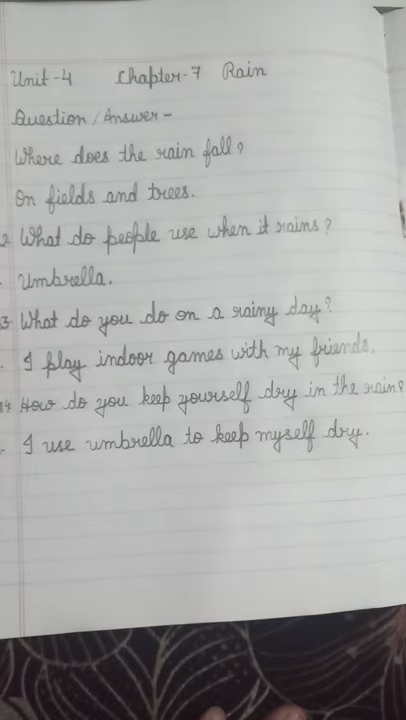 Unit-4 Chapter-7 Rain
Question/Answer-
Where does the rain fall?
On fields and trees.
2. What do people use when it rains?
Umbrella.
3. What do you do on a rainy day?
I play indoor games with my friends.
4 How do you keep yourself dry in the rain?
I use umbrella to keep myself dry.